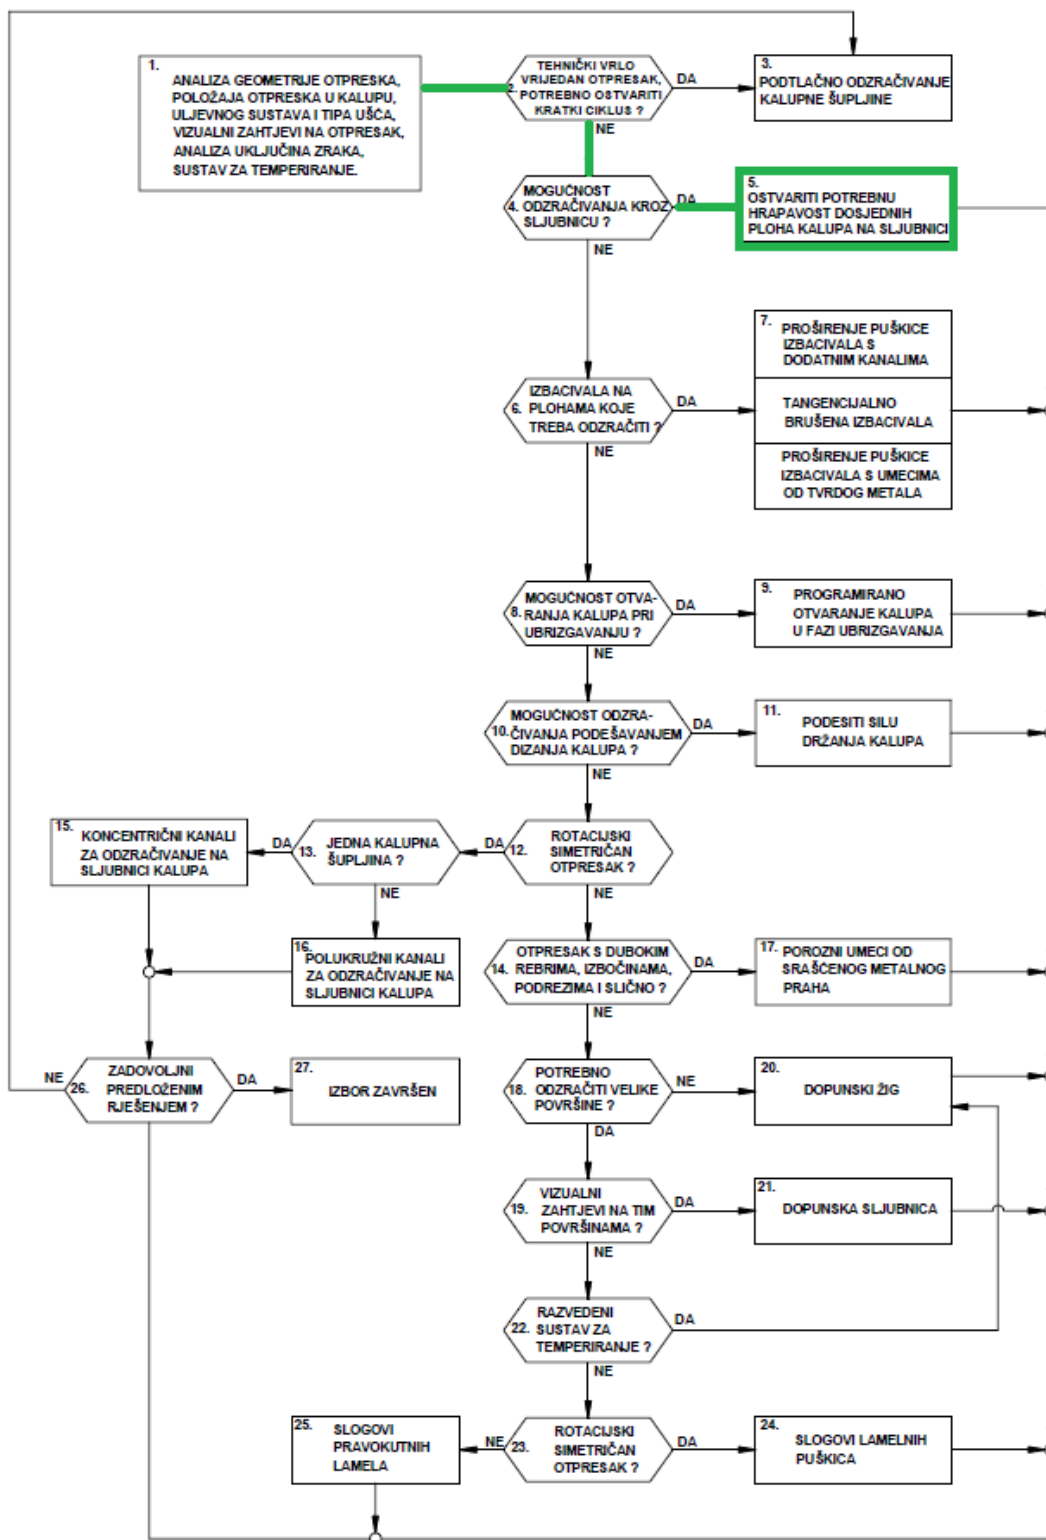 1.
ANALIZA GEOMETRIJE OTPRESKA,
POLOŽAJA OTPRESKA U KALUPU,
ULJEVNOG SUSTAVA I TIPA UŠĆA,
VIZUALNI ZAHTJEVI NA OTPRESAK,
ANALIZA UKLJUČINA ZRAKA,
SUSTAV ZA TEMPERIRANJE.
TEHNIČKI VRLO
VRIJEDAN OTPRESAK,
2. POTREBNO OSTVARITI
KRATKI CIKLUS ?
DA
NE
3.
PODTLAČNO ODZRAČIVANJE
KALUPNE ŠUPLJINE
MOGUĆNOST
4. ODZRAČIVANJA KROZ
SLJUBNICU ?
DA
NE
5.
OSTVARITI POTREBNU
HRAPAVOST DOSJEDNIH
PLOHA KALUPA NA SLJUBNICI
IZBACIVALA NA
6. PLOHAMA KOJE
TREBA ODZRAČITI ?
DA
NE
7.
PROŠIRENJE PUŠKICE
IZBACIVALA S
DODATNIM KANALIMA
TANGENCIJALNO
BRUŠENA IZBACIVALA
PROŠIRENJE PUŠKICE
IZBACIVALA S UMECIMA
OD TVRDOG METALA
MOGUĆNOST OTVA-
8. RANJA KALUPA PRI
UBRIZGAVANJU ?
DA
NE
9.
PROGRAMIRANO
OTVARANJE KALUPA
U FAZI UBRIZGAVANJA
MOGUĆNOST ODZRA-
10. ČIVANJA PODEŠAVANJEM
DIZANJA KALUPA ?
DA
NE
11.
PODESITI SILU
DRŽANJA KALUPA
ROTACIJSKI
12. SIMETRIČAN
OTPRESAK ?
DA
NE
JEDNA KALUPNA
13. ŠUPLJINA ?
DA
NE
15.
KONCENTRIČNI KANALI
ZA ODZRAČIVANJE NA
SLJUBNICI KALUPA
16.
POLUKRUŽNI KANALI
ZA ODZRAČIVANJE NA
SLJUBNICI KALUPA
OTPRESAK S DUBOKIM
14. REBRIMA, IZBOČINAMA,
PODREZIMA I SLIČNO ?
DA
NE
17.
POROZNI UMECI OD
SRAŠĆENOG METALNOG
PRAHA
ZADOVOLJNI
26. PREDLOŽENIM
RJEŠENJEM ?
NE
DA
27.
IZBOR ZAVRŠEN
POTREBNO
18. ODZRAČITI VELIKE
POVRŠINE ?
NE
DA
20.
DOPUNSKI ŽIG
VIZUALNI
19. ZAHTJEVI NA TIM
POVRŠINAMA ?
DA
NE
21.
DOPUNSKA SLJUBNICA
RAZVEDENI
22. SUSTAV ZA
TEMPERIRANJE ?
DA
NE
ROTACIJSKI
23. SIMETRIČAN
OTPRESAK ?
NE
DA
25.
SLOGOVI
PRAVOKUTNIH
LAMELA
24.
SLOGOVI LAMELNIH
PUŠKICA